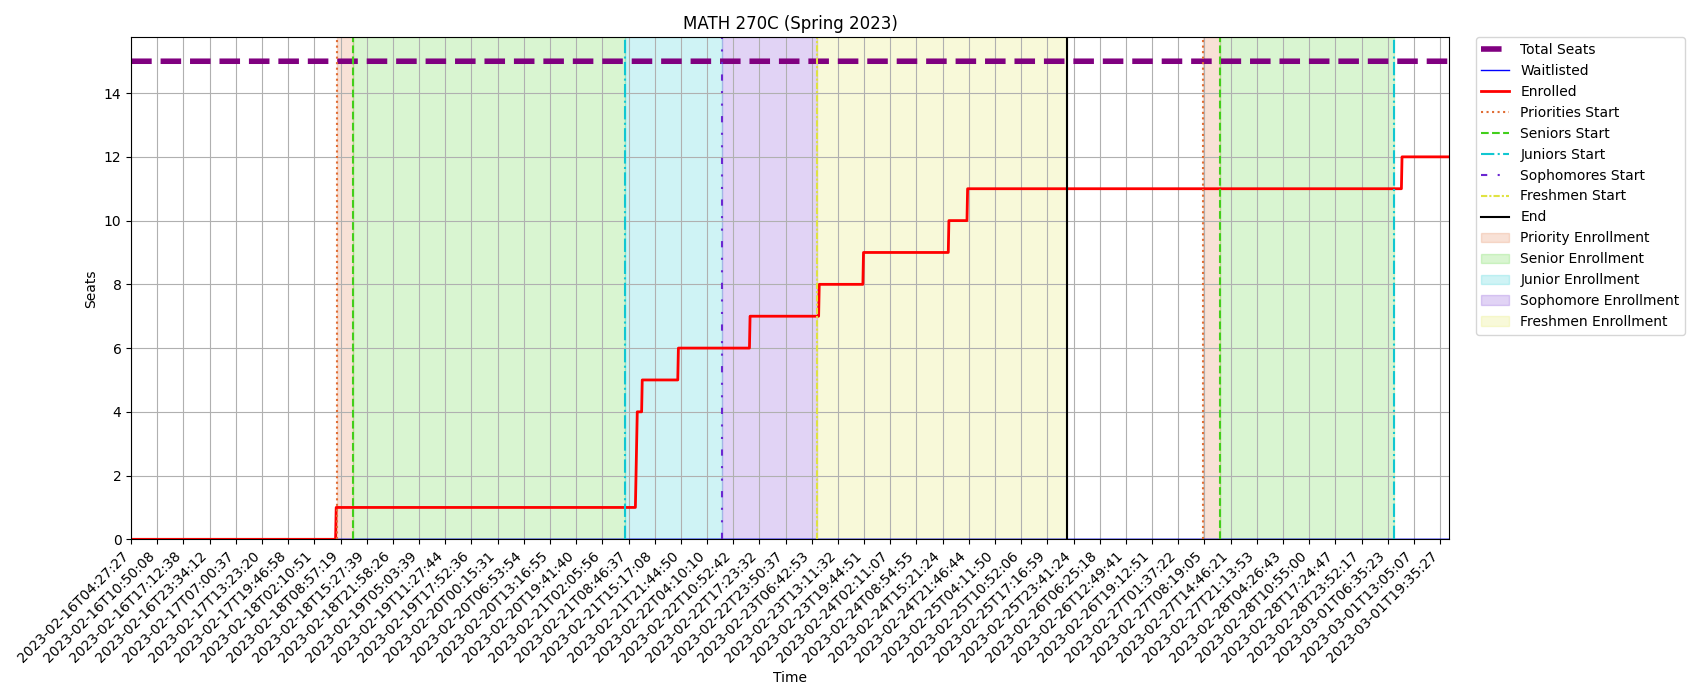 MATH 270C (Spring 2023)
Seats
14
12
10
8
6
4
2
0
2023-02-16T04:27:27
2023-02-16T10:50:08
2023-02-16T17:12:38
2023-02-16T23:34:12
2023-02-17T07:00:37
2023-02-17T13:23:20
2023-02-17T19:46:58
2023-02-18T02:10:51
2023-02-18T08:57:19
2023-02-18T15:27:39
2023-02-18T21:58:26
2023-02-19T05:03:39
2023-02-19T11:27:44
2023-02-19T17:52:36
2023-02-20T00:15:31
2023-02-20T06:53:54
2023-02-20T13:16:55
2023-02-20T19:41:40
2023-02-21T02:05:56
2023-02-21T08:46:37
2023-02-21T15:17:08
2023-02-21T21:44:50
2023-02-22T04:10:10
2023-02-22T10:52:42
2023-02-22T17:23:32
2023-02-22T23:50:37
2023-02-23T06:42:53
2023-02-23T13:11:32
2023-02-23T19:44:51
2023-02-24T02:11:07
2023-02-24T08:54:55
2023-02-24T15:21:24
2023-02-24T21:46:44
2023-02-25T04:11:50
2023-02-25T10:52:06
2023-02-25T17:16:59
2023-02-25T23:41:24
2023-02-26T06:25:18
2023-02-26T12:49:41
2023-02-26T19:12:51
2023-02-27T01:37:22
2023-02-27T08:19:05
2023-02-27T14:46:21
2023-02-27T21:13:53
2023-02-28T04:26:43
2023-02-28T10:55:00
2023-02-28T17:24:47
2023-02-28T23:52:17
2023-03-01T06:35:23
2023-03-01T13:05:07
2023-03-01T19:35:27
Time
Total Seats
Waitlisted
Enrolled
Priorities Start
Seniors Start
Juniors Start
Sophomores Start
Freshmen Start
End
Priority Enrollment
Senior Enrollment
Junior Enrollment
Sophomore Enrollment
Freshmen Enrollment